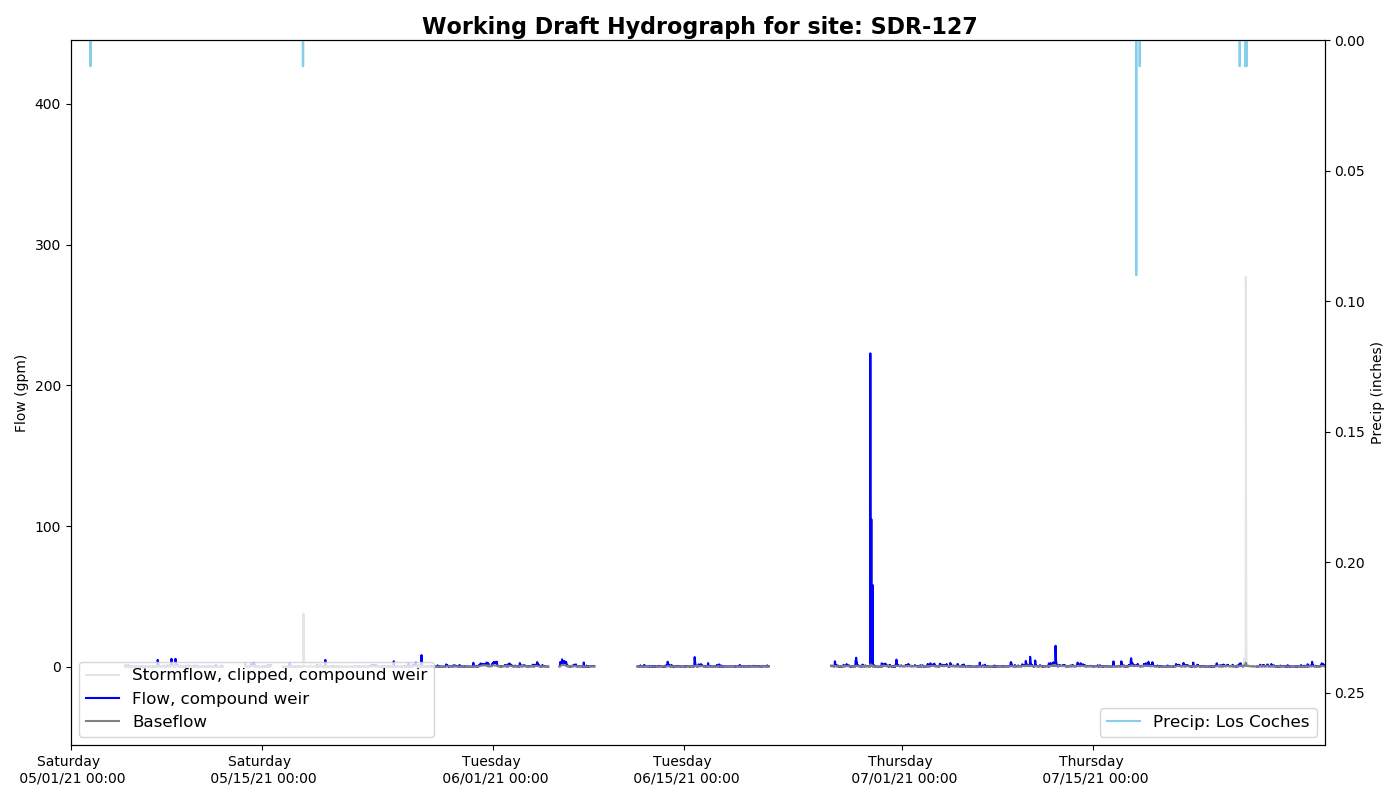 Working Draft Hydrograph for site: SDR-127
400
300
200
100
0
Flow (gpm)
0.00
0.05
0.10
0.15
0.20
0.25
Precip (inches)
Stormflow, clipped, compound weir
Flow, compound weir
Baseflow
Precip: Los Coches
Saturday
05/01/21 00:00
Saturday
05/15/21 00:00
Tuesday
06/01/21 00:00
Tuesday
06/15/21 00:00
Thursday
07/01/21 00:00
Thursday
07/15/21 00:00